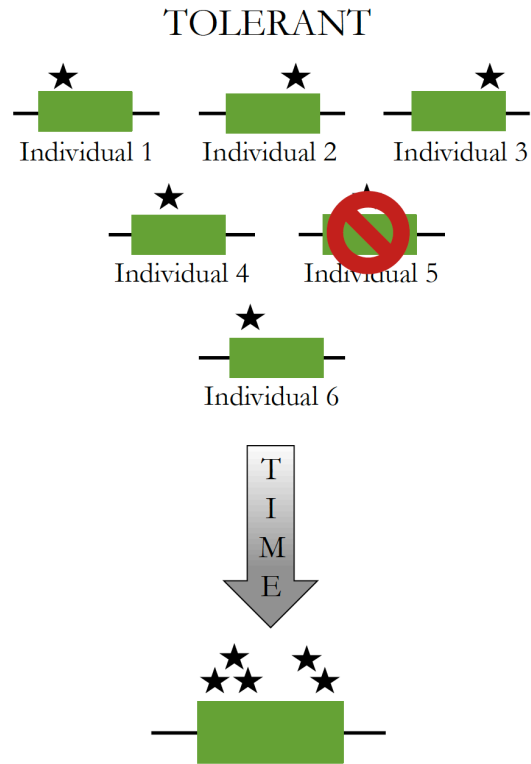 TOLERANT
Individual 1
Individual 2
Individual 3
Individual 4
Individual 5
Individual 6
T
I
M
E